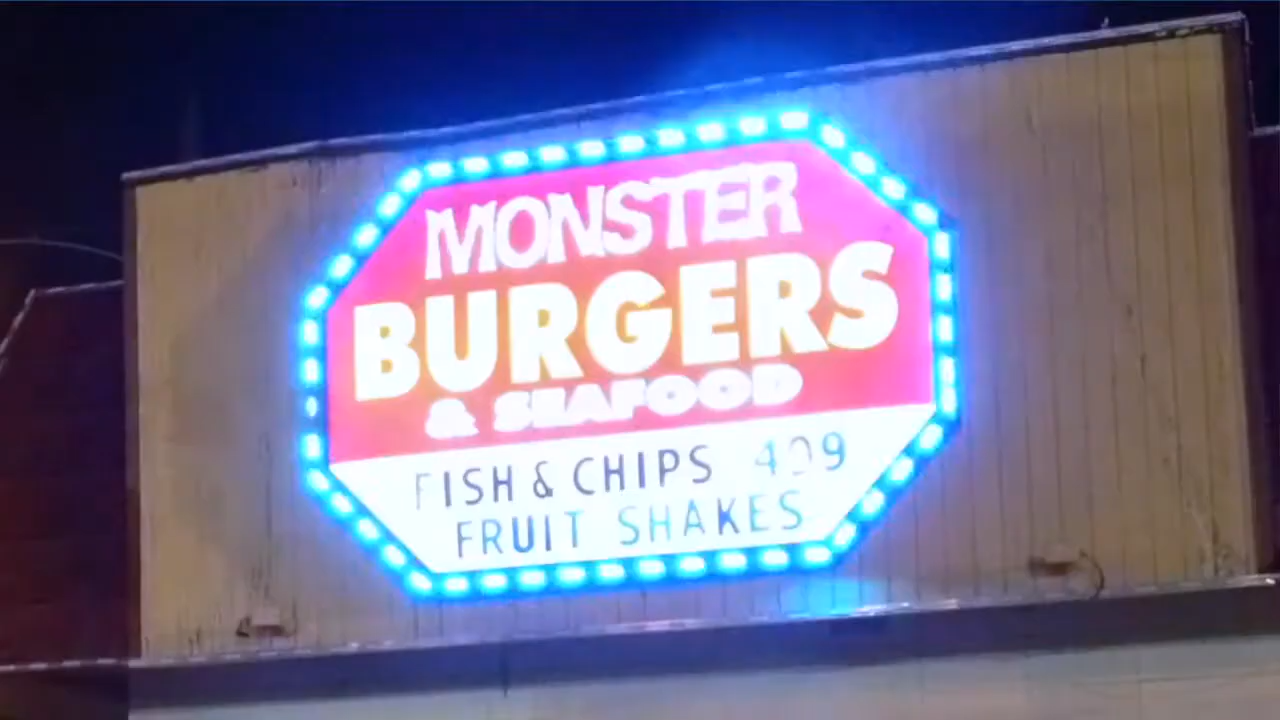 MONSTER
BURGERS
& SEAFOOD
FISH & CHIPS 409
FRUIT SHAKES